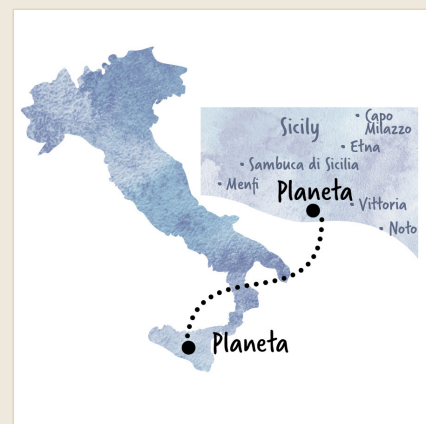 Capo
Milazzo
Sicily
Etna
Sambuca di Sicilia
Menfi
Planeta
Vittoria
Noto
Planeta